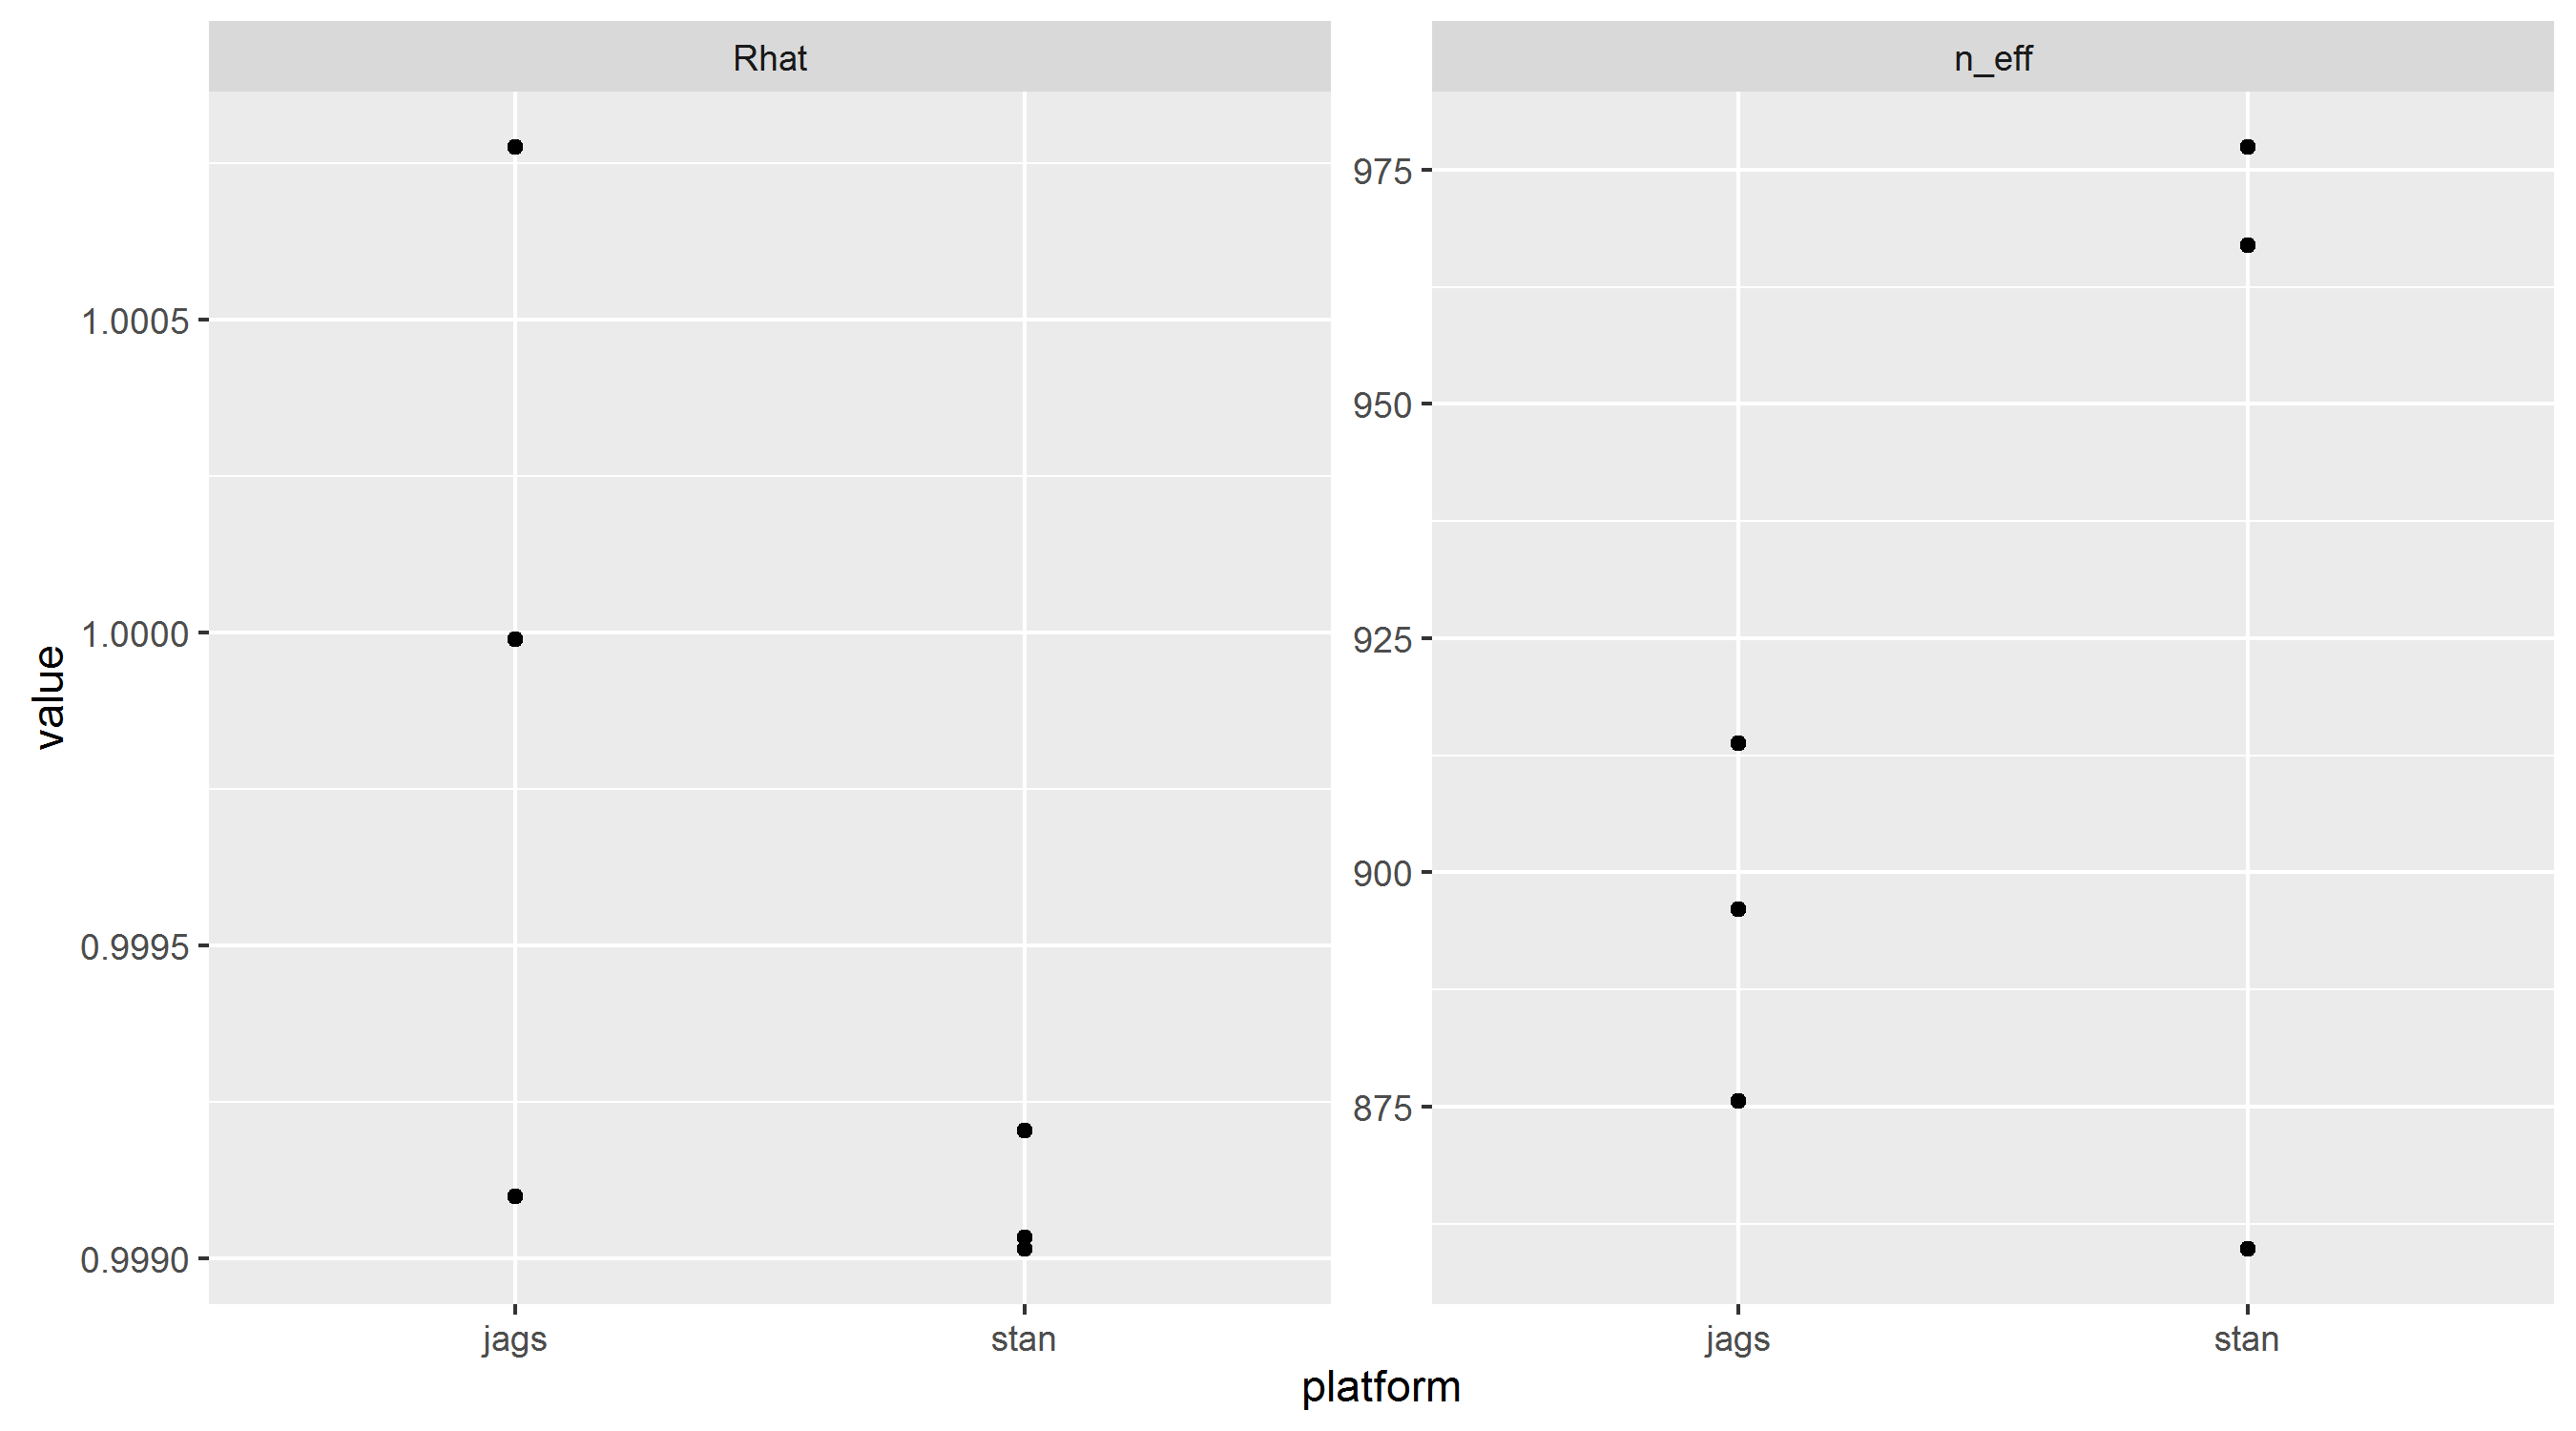 Rhat
n_eff
value
1.0005
1.0000
0.9995
0.9990
975
950
925
900
875
jags
stan
jags
stan
platform